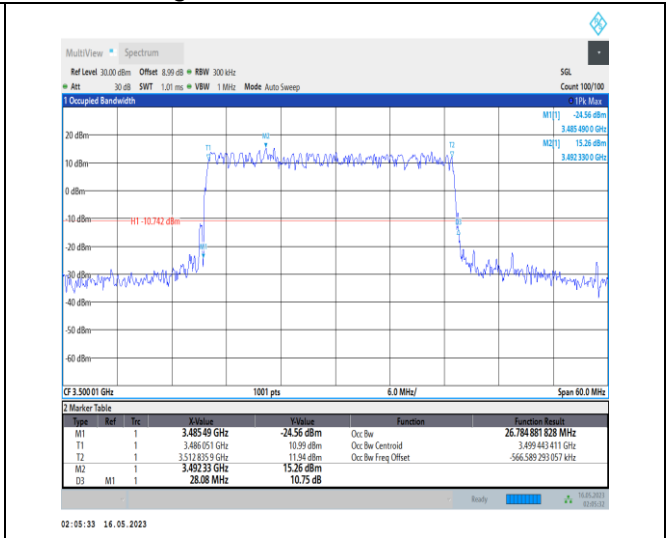 MultiView Spectrum
Ref Level 30.00 dBm Offset 8.99 dB RBW 300 kHz SGL
Att 30 dB SWT 1.01 ms VBW 1 MHz Mode Auto Sweep Count 100/100
1 Occupied Bandwidth 1Pk Max
M1[1] -24.56 dBm
3.485 490 0 GHz
M2[1] 15.26 dBm
3.492 330 0 GHz
20 dBm
M2
T1
T2
10 dBm
0 dBm
-10 dBm
H1 -10.742 dBm
-20 dBm
-30 dBm
-40 dBm
-50 dBm
-60 dBm
CF 3.500 01 GHz 1001 pts 6.0 MHz/ Span 60.0 MHz
2 Marker Table
Type Ref Trc X-Value Y-Value Function Function Result
M1 1 3.485 49 GHz -24.56 dBm Occ Bw 26.784 881 828 MHz
T1 1 3.486 051 GHz 10.99 dBm Occ Bw Centroid 3.499 443 411 GHz
T2 1 3.512 835 9 GHz 11.94 dBm Occ Bw Freq Offset -566.589 293 057 kHz
M2 1 3.492 33 GHz 15.26 dBm
D3 M1 1 28.08 MHz 10.75 dB
Ready 16.05.2023
02:05:32
02:05:33 16.05.2023